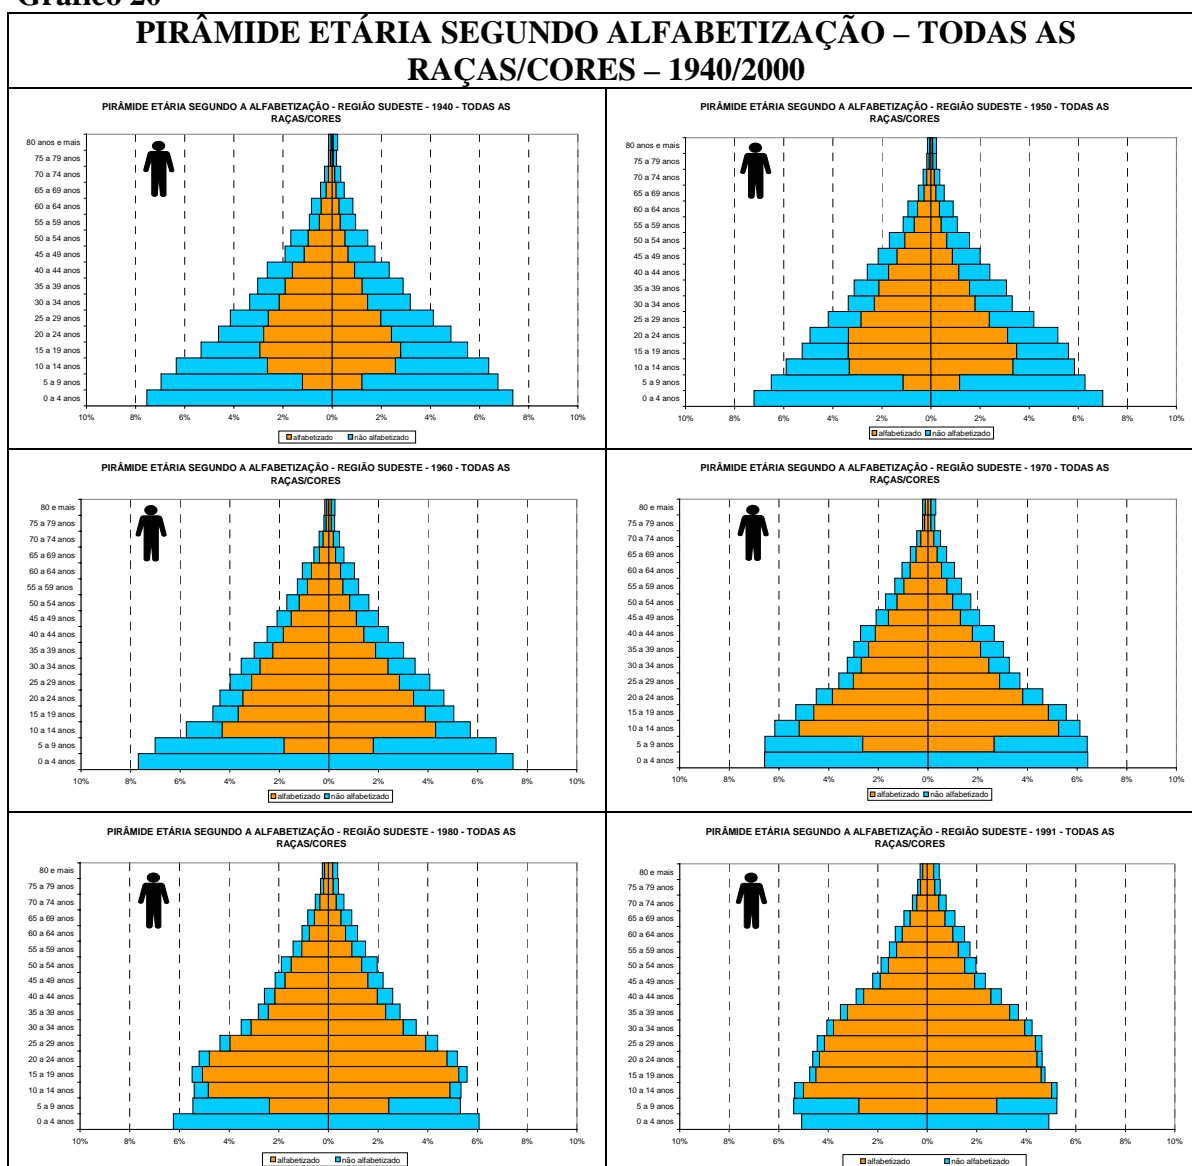 Gráfico 20
PIRÂMIDE ETÁRIA SEGUNDO ALFABETIZAÇÃO – TODAS AS
RAÇAS/CORES – 1940/2000
PIRÂMIDE ETÁRIA SEGUNDO A ALFABETIZAÇÃO - REGIÃO SUDESTE - 1940 - TODAS AS
RAÇAS/CORES
80 anos e mais
75 a 79 anos
70 a 74 anos
65 a 69 anos
60 a 64 anos
55 a 59 anos
50 a 54 anos
45 a 49 anos
40 a 44 anos
35 a 39 anos
30 a 34 anos
25 a 29 anos
20 a 24 anos
15 a 19 anos
10 a 14 anos
5 a 9 anos
0 a 4 anos
10% 8% 6% 4% 2% 0% 2% 4% 6% 8% 10%
alfabetizado não alfabetizado
PIRÂMIDE ETÁRIA SEGUNDO A ALFABETIZAÇÃO - REGIÃO SUDESTE - 1950 - TODAS AS
RAÇAS/CORES
80 anos e mais
75 a 79 anos
70 a 74 anos
65 a 69 anos
60 a 64 anos
55 a 59 anos
50 a 54 anos
45 a 49 anos
40 a 44 anos
35 a 39 anos
30 a 34 anos
25 a 29 anos
20 a 24 anos
15 a 19 anos
10 a 14 anos
5 a 9 anos
0 a 4 anos
10% 8% 6% 4% 2% 0% 2% 4% 6% 8% 10%
alfabetizado não alfabetizado
PIRÂMIDE ETÁRIA SEGUNDO A ALFABETIZAÇÃO - REGIÃO SUDESTE - 1960 - TODAS AS
RAÇAS/CORES
80 e mais
75 a 79 anos
70 a 74 anos
65 a 69 anos
60 a 64 anos
55 a 59 anos
50 a 54 anos
45 a 49 anos
40 a 44 anos
35 a 39 anos
30 a 34 anos
25 a 29 anos
20 a 24 anos
15 a 19 anos
10 a 14 anos
5 a 9 anos
0 a 4 anos
10% 8% 6% 4% 2% 0% 2% 4% 6% 8% 10%
alfabetizado não alfabetizado
PIRÂMIDE ETÁRIA SEGUNDO A ALFABETIZAÇÃO - REGIÃO SUDESTE - 1970 - TODAS AS
RAÇAS/CORES
80 e mais
75 a 79 anos
70 a 74 anos
65 a 69 anos
60 a 64 anos
55 a 59 anos
50 a 54 anos
45 a 49 anos
40 a 44 anos
35 a 39 anos
30 a 34 anos
25 a 29 anos
20 a 24 anos
15 a 19 anos
10 a 14 anos
5 a 9 anos
0 a 4 anos
10% 8% 6% 4% 2% 0% 2% 4% 6% 8% 10%
alfabetizado não alfabetizado
PIRÂMIDE ETÁRIA SEGUNDO A ALFABETIZAÇÃO - REGIÃO SUDESTE - 1980 - TODAS AS
RAÇAS/CORES
80 e mais
75 a 79 anos
70 a 74 anos
65 a 69 anos
60 a 64 anos
55 a 59 anos
50 a 54 anos
45 a 49 anos
40 a 44 anos
35 a 39 anos
30 a 34 anos
25 a 29 anos
20 a 24 anos
15 a 19 anos
10 a 14 anos
5 a 9 anos
0 a 4 anos
10% 8% 6% 4% 2% 0% 2% 4% 6% 8% 10%
alfabetizado não alfabetizado
PIRÂMIDE ETÁRIA SEGUNDO A ALFABETIZAÇÃO - REGIÃO SUDESTE - 1991 - TODAS AS
RAÇAS/CORES
80 e mais
75 a 79 anos
70 a 74 anos
65 a 69 anos
60 a 64 anos
55 a 59 anos
50 a 54 anos
45 a 49 anos
40 a 44 anos
35 a 39 anos
30 a 34 anos
25 a 29 anos
20 a 24 anos
15 a 19 anos
10 a 14 anos
5 a 9 anos
0 a 4 anos
10% 8% 6% 4% 2% 0% 2% 4% 6% 8% 10%
alfabetizado não alfabetizado